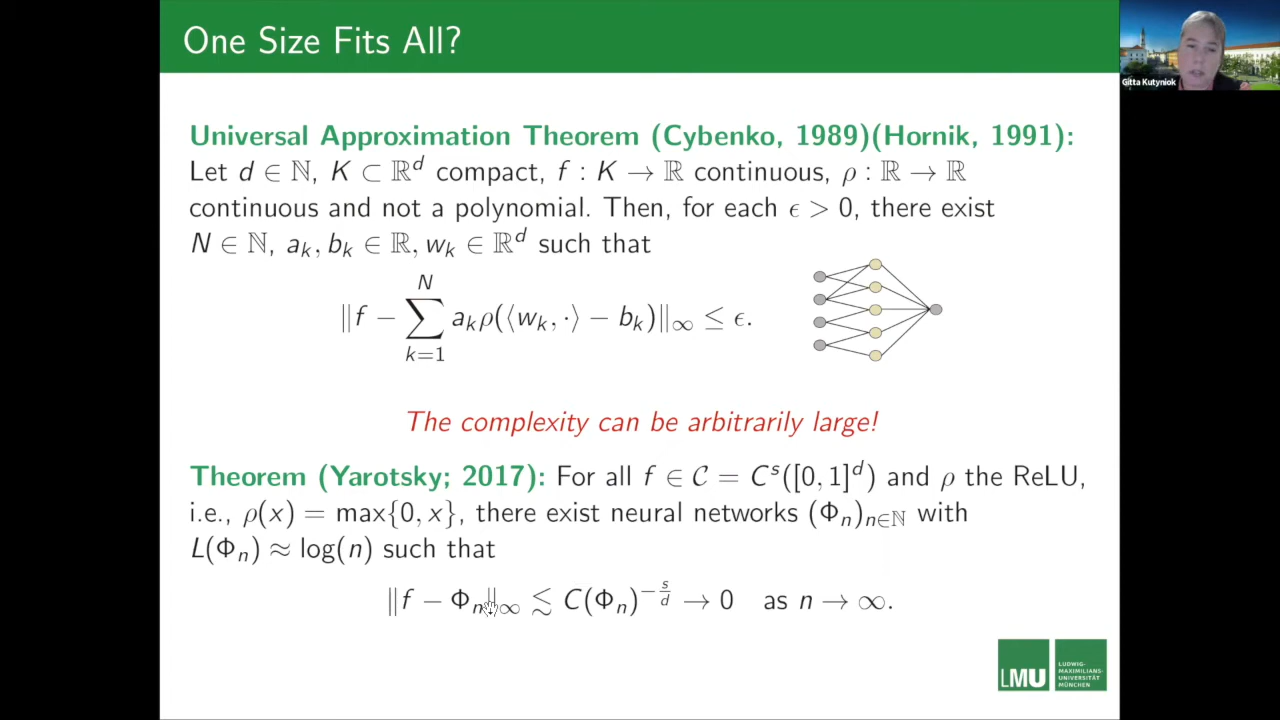 One Size Fits All?
Gitta Kutyniok
Universal Approximation Theorem (Cybenko, 1989)(Hornik, 1991):
Let d ∈ ℕ, K ⊂ ℝ^d compact, f : K → ℝ continuous, ρ : ℝ → ℝ
continuous and not a polynomial. Then, for each ϵ > 0, there exist
N ∈ ℕ, a_k, b_k ∈ ℝ, w_k ∈ ℝ^d such that
‖f − ∑_{k=1}^{N} a_k ρ(⟨w_k, ·⟩ − b_k)‖_∞ ≤ ϵ.
The complexity can be arbitrarily large!
Theorem (Yarotsky; 2017): For all f ∈ 𝒞 = C^s([0, 1]^d) and ρ the ReLU,
i.e., ρ(x) = max{0, x}, there exist neural networks (Φ_n)_{n∈ℕ} with
L(Φ_n) ≈ log(n) such that
‖f − Φ_n‖_∞ ≲ C(Φ_n)^{−s/d} → 0 as n → ∞.
LMU
LUDWIG-
MAXIMILIANS-
UNIVERSITÄT
MÜNCHEN